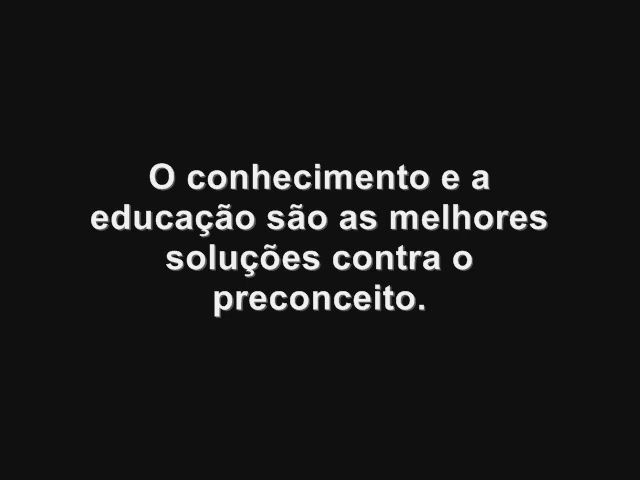 O conhecimento e a
educação são as melhores
soluções contra o
preconceito.